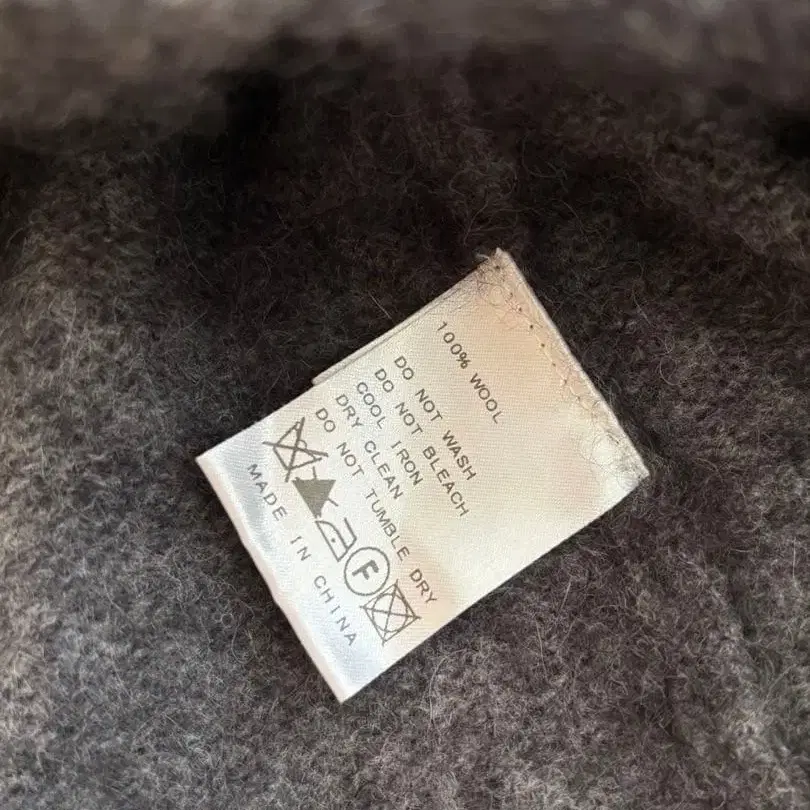 100% WOOL
DO NOT WASH
DO NOT BLEACH
COOL IRON
DRY CLEAN
DO NOT TUMBLE DRY
F
MADE IN CHINA